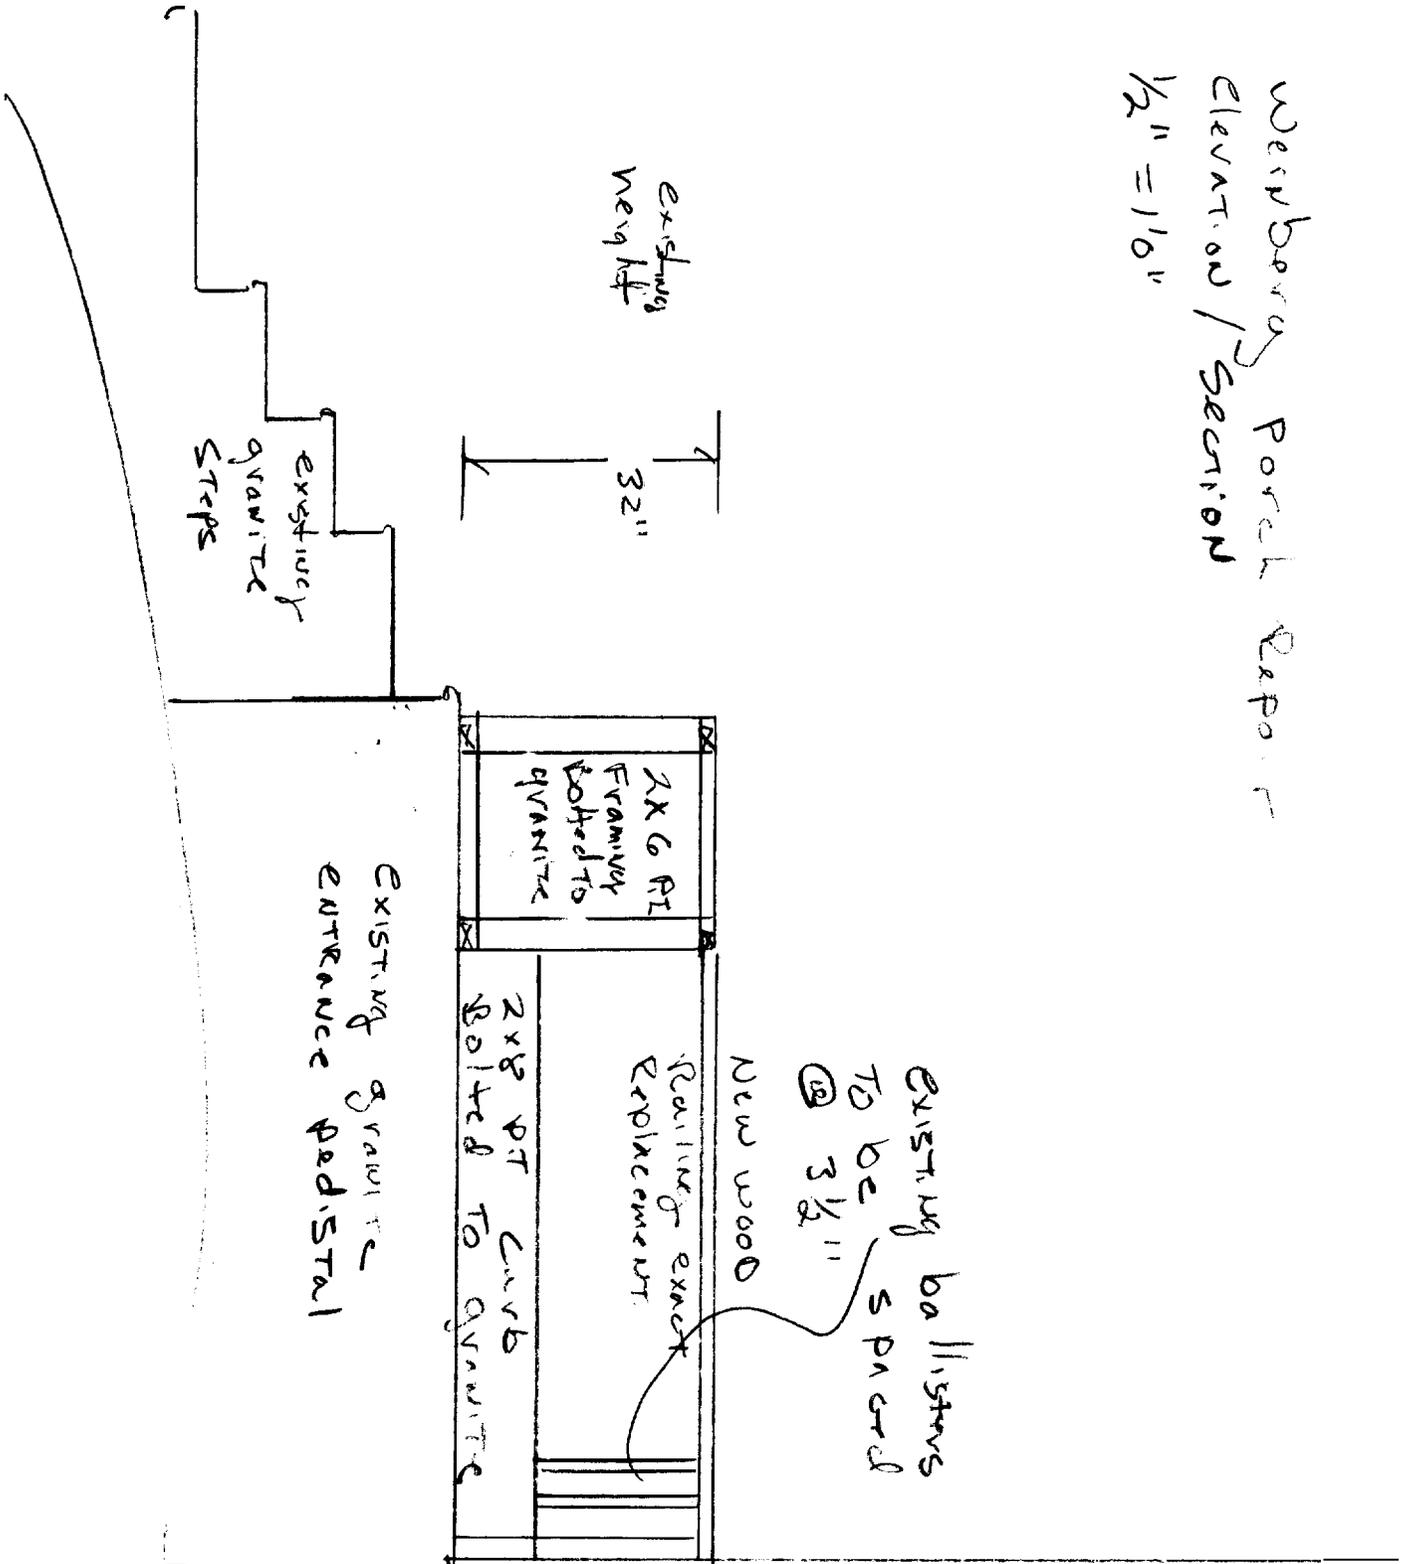 Weinberg Porch Repair
Elevation / Section
1/2" = 1'0"
existing
height
32"
existing
granite
Steps
2x6 PT
Framing
bolted To
granite
existing ballisters
To be spaced
@ 3 1/2"
New wood
Railing exact
Replacement.
2x8 PT Curb
Bolted To granite
existing granite
entrance pedistal